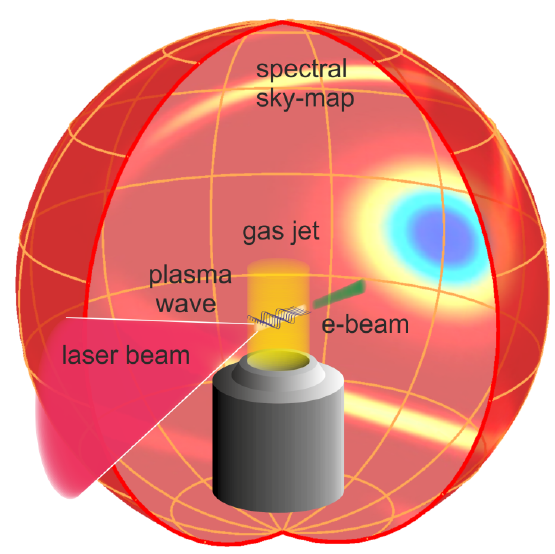 spectral
sky-map
gas jet
plasma
wave
e-beam
laser beam